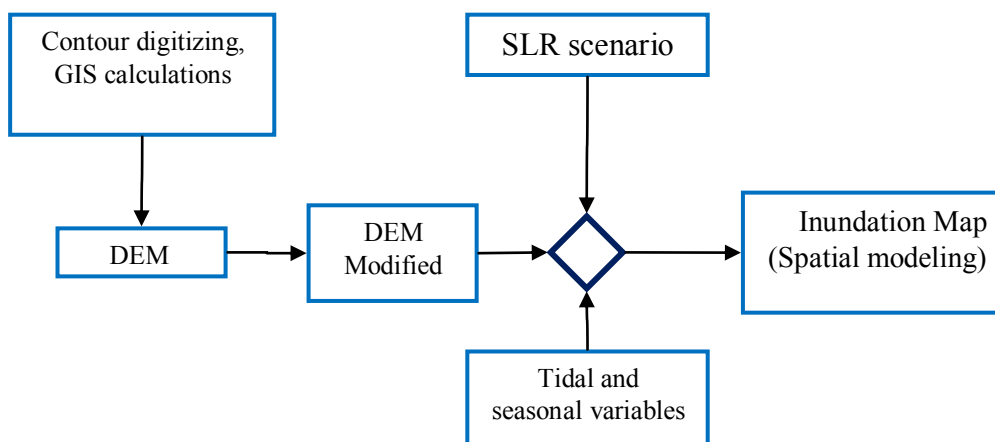 Contour digitizing,
GIS calculations
SLR scenario
DEM
DEM
Modified
Inundation Map
(Spatial modeling)
Tidal and
seasonal variables